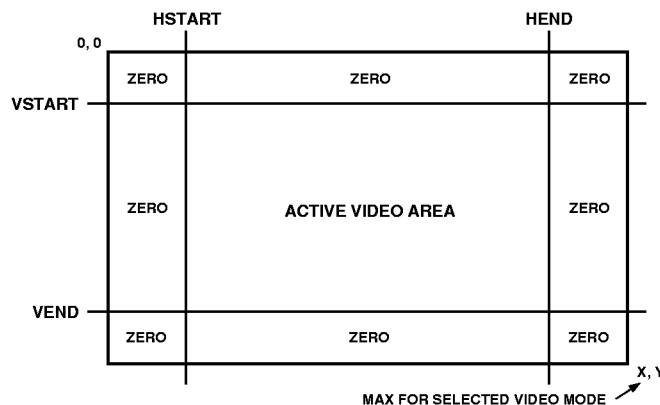 HSTART HEND
0, 0
ZERO ZERO ZERO
VSTART
ZERO ACTIVE VIDEO AREA ZERO
VEND
ZERO ZERO ZERO
X, Y
MAX FOR SELECTED VIDEO MODE